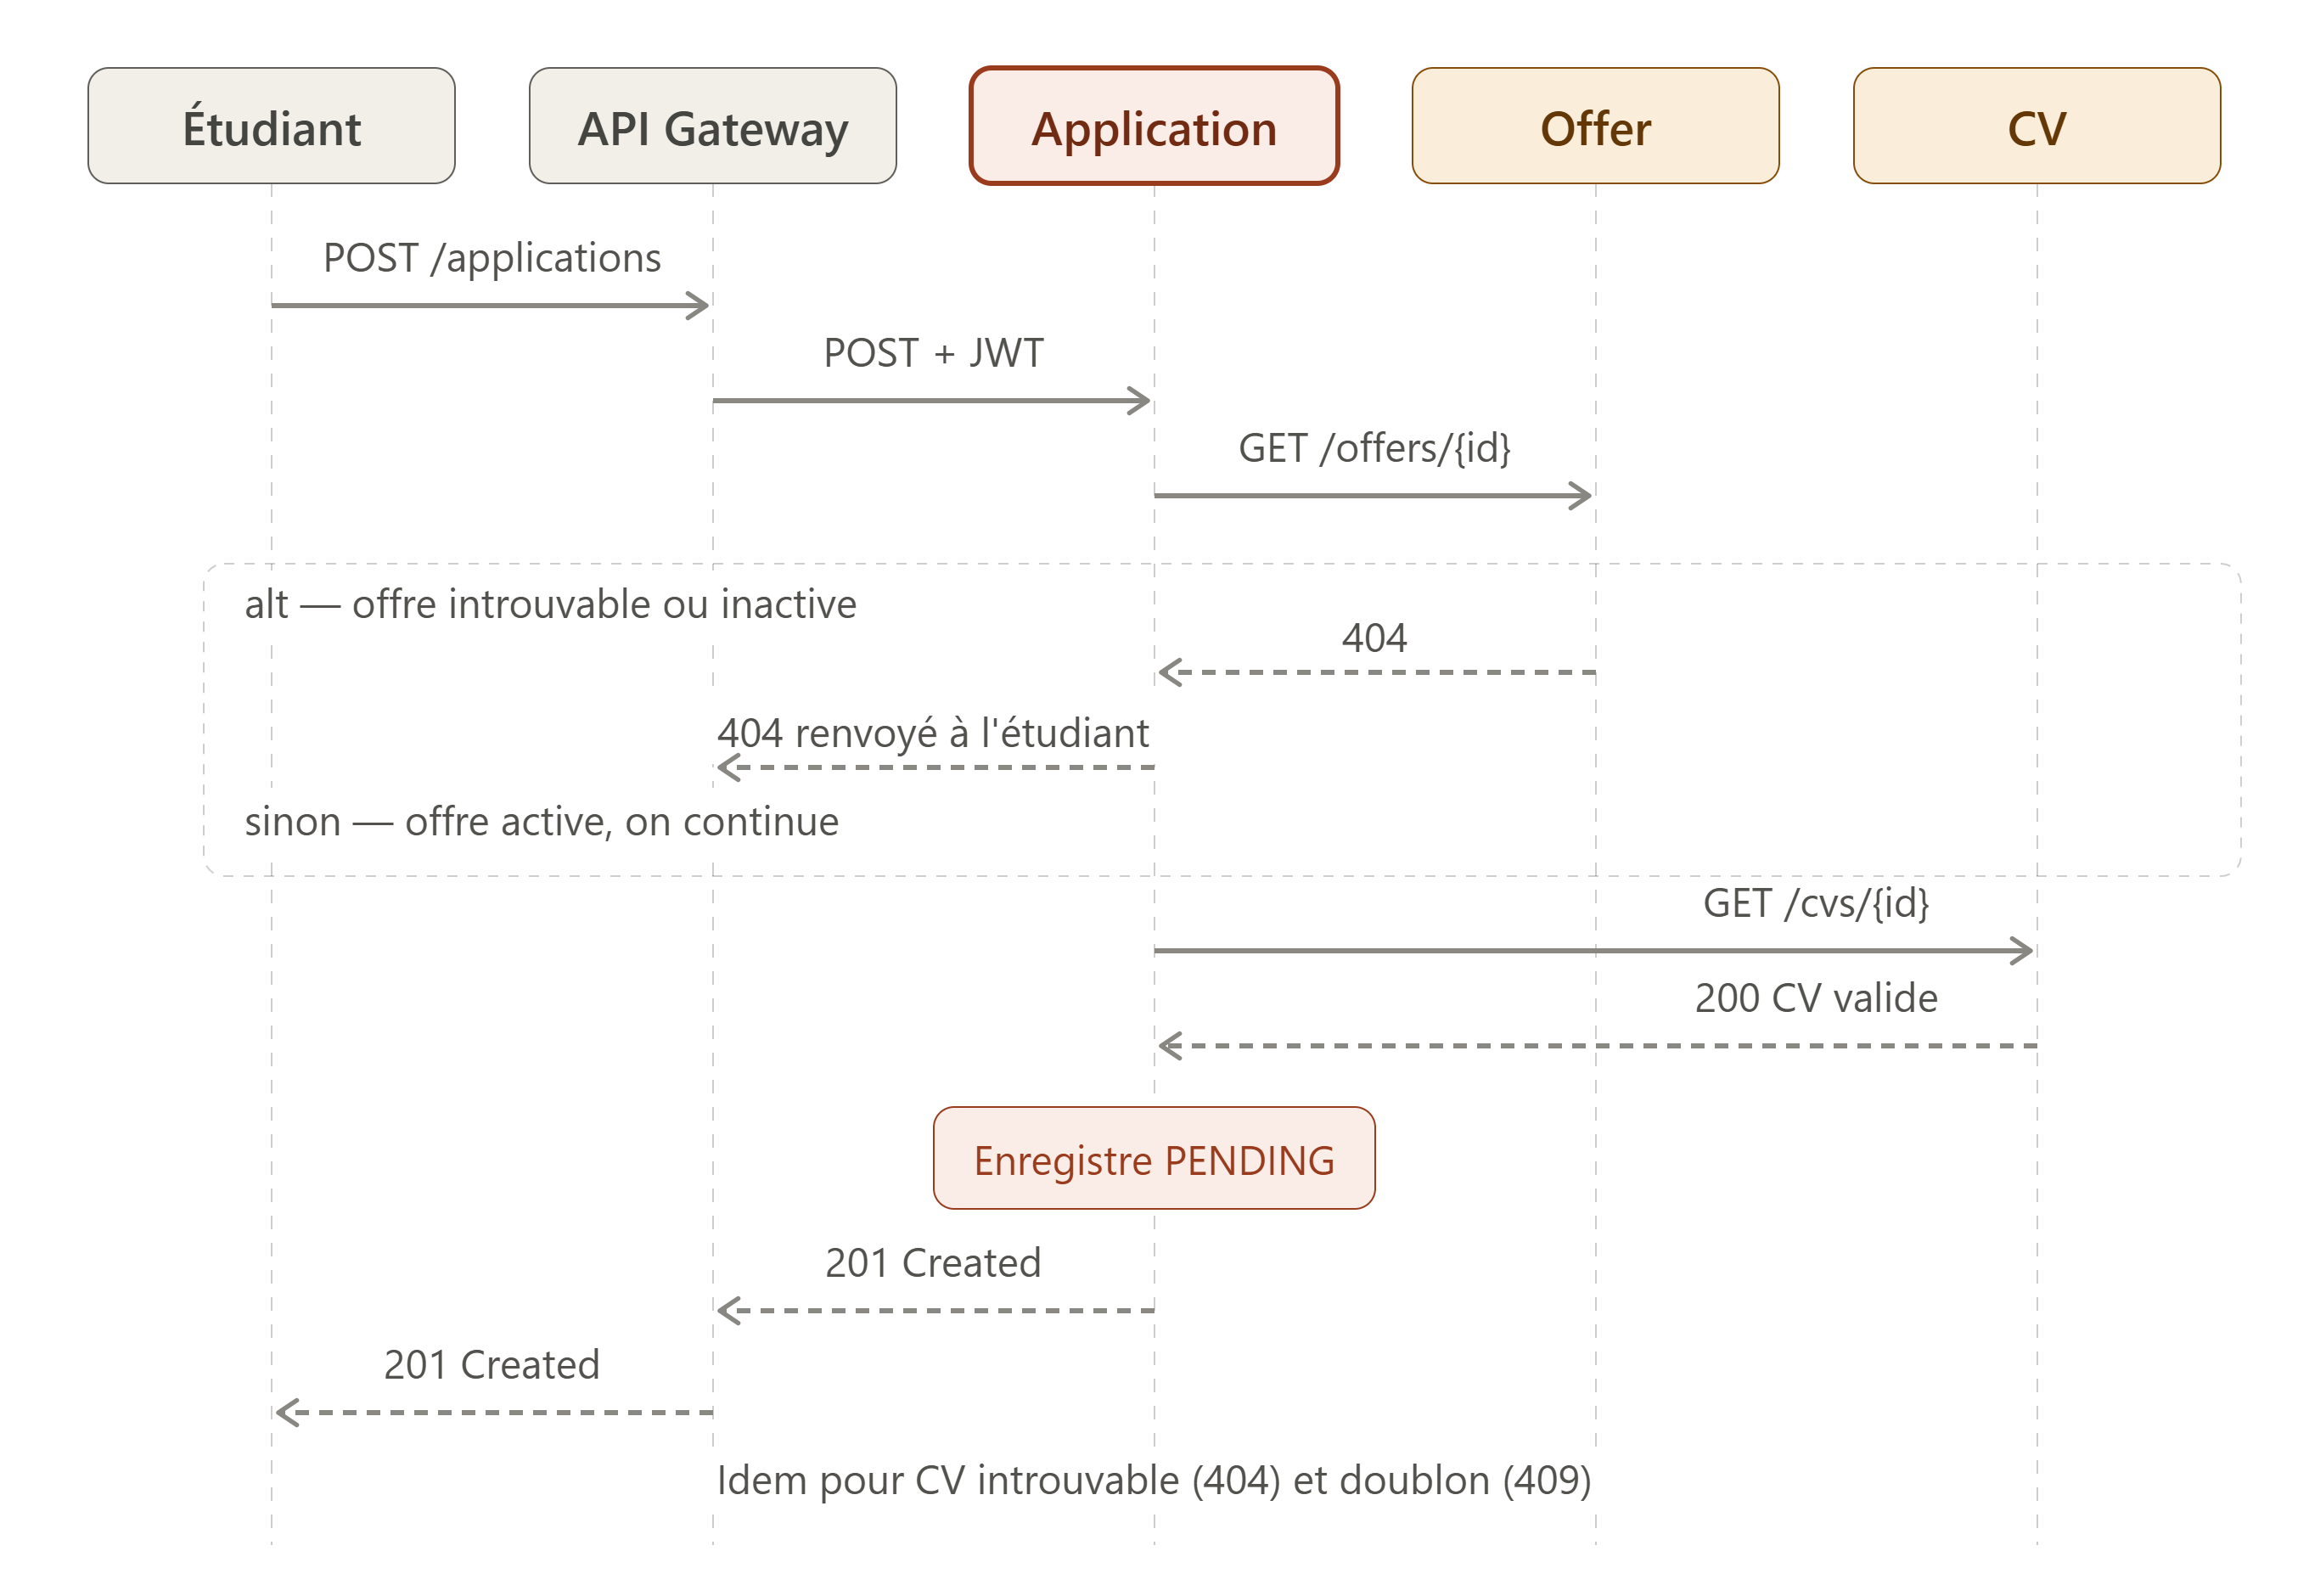 Étudiant
API Gateway
Application
Offer
CV
POST /applications
POST + JWT
GET /offers/{id}
alt — offre introuvable ou inactive
404
404 renvoyé à l'étudiant
sinon — offre active, on continue
GET /cvs/{id}
200 CV valide
Enregistre PENDING
201 Created
201 Created
Idem pour CV introuvable (404) et doublon (409)